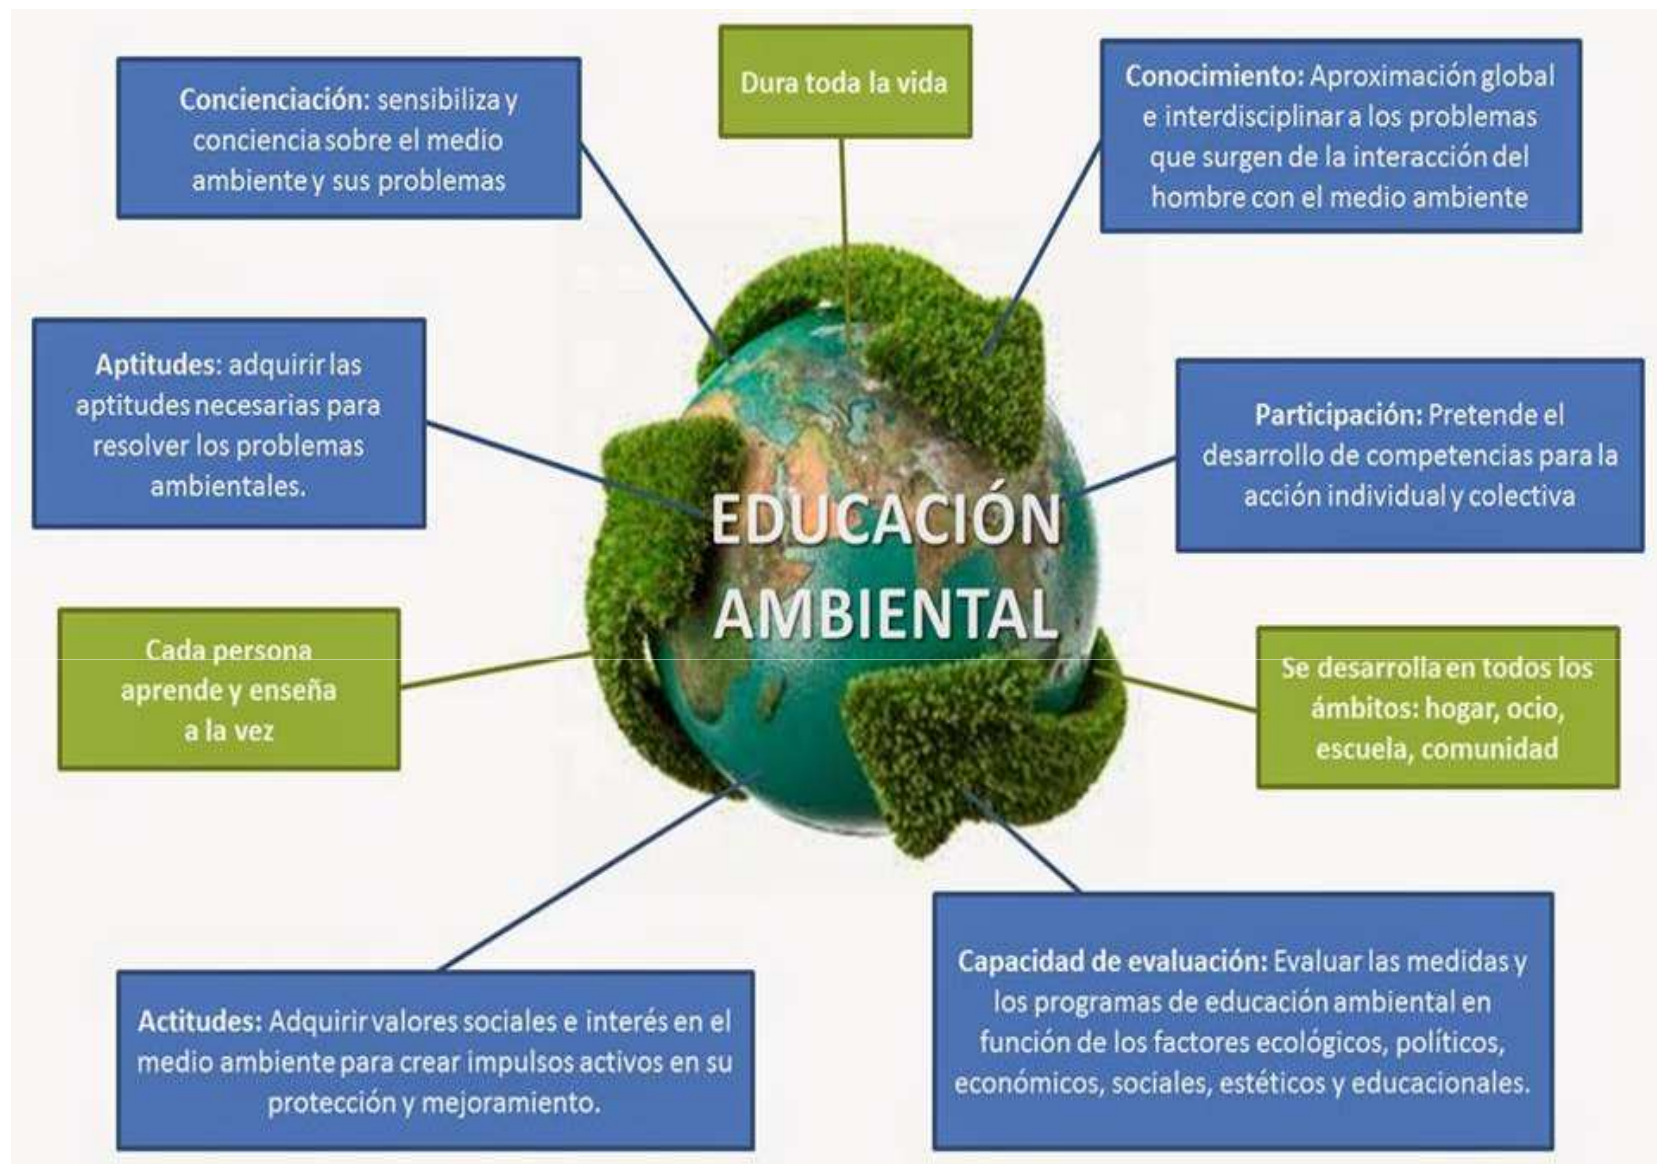 Dura toda la vida
Concienciación: sensibiliza y
conciencia sobre el medio
ambiente y sus problemas
Conocimiento: Aproximación global
e interdisciplinar a los problemas
que surgen de la interacción del
hombre con el medio ambiente
Aptitudes: adquirir las
aptitudes necesarias para
resolver los problemas
ambientales.
Participación: Pretende el
desarrollo de competencias para la
acción individual y colectiva
EDUCACIÓN
AMBIENTAL
Cada persona
aprende y enseña
a la vez
Se desarrolla en todos los
ámbitos: hogar, ocio,
escuela, comunidad
Actitudes: Adquirir valores sociales e interés en el
medio ambiente para crear impulsos activos en su
protección y mejoramiento.
Capacidad de evaluación: Evaluar las medidas y
los programas de educación ambiental en
función de los factores ecológicos, políticos,
económicos, sociales, estéticos y educacionales.